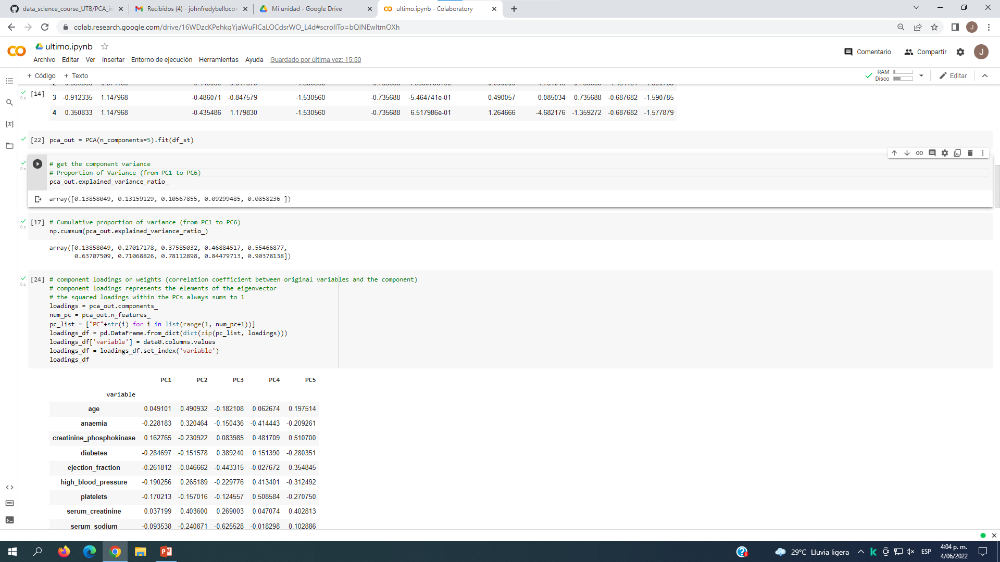 data_science_course_UTB/PCA_in
Recibidos (4) - johnfredybellocon
Mi unidad - Google Drive
ultimo.ipynb - Colaboratory
colab.research.google.com/drive/16WDzcKPehkqYjaWuFlCaLOCdsrWO_L4d#scrollTo=bQlNEwItmOXh
J
ultimo.ipynb
Archivo Editar Ver Insertar Entorno de ejecución Herramientas Ayuda Guardado por última vez: 15:50
Comentario Compartir J
+ Código + Texto
RAM
Disco
Editar
[14]
3 -0.912335 1.147968 -0.486071 -0.847579 -1.530560 -0.735688 -5.464741e-01 0.490057 0.085034 0.735688 -0.687682 -1.590785
4 0.350833 1.147968 -0.435486 1.179830 -1.530560 -0.735688 6.517986e-01 1.264666 -4.682176 -1.359272 -0.687682 -1.577879
[22] pca_out = PCA(n_components=5).fit(df_st)
# get the component variance
# Proportion of Variance (from PC1 to PC6)
pca_out.explained_variance_ratio_
array([0.13858049, 0.13159129, 0.10567855, 0.09299485, 0.0858236 ])
[17] # Cumulative proportion of variance (from PC1 to PC6)
np.cumsum(pca_out.explained_variance_ratio_)
array([0.13858049, 0.27017178, 0.37585032, 0.46884517, 0.55466877,
0.63707509, 0.71068826, 0.78112898, 0.84479713, 0.90378138])
[24] # component loadings or weights (correlation coefficient between original variables and the component)
# component loadings represents the elements of the eigenvector
# the squared loadings within the PCs always sums to 1
loadings = pca_out.components_
num_pc = pca_out.n_features_
pc_list = ["PC"+str(i) for i in list(range(1, num_pc+1))]
loadings_df = pd.DataFrame.from_dict(dict(zip(pc_list, loadings)))
loadings_df['variable'] = data0.columns.values
loadings_df = loadings_df.set_index('variable')
loadings_df
PC1 PC2 PC3 PC4 PC5
variable
age 0.049101 0.490932 -0.182108 0.062674 0.197514
anaemia -0.228183 0.320464 -0.150436 -0.414443 -0.209261
creatinine_phosphokinase 0.162765 -0.230922 0.083985 0.481709 0.510700
diabetes -0.284697 -0.151578 0.389240 0.151390 -0.280351
ejection_fraction -0.261812 -0.046662 -0.443315 -0.027672 0.354845
high_blood_pressure -0.190256 0.265189 -0.229776 0.413401 -0.312492
platelets -0.170213 -0.157016 -0.124557 0.508584 -0.270750
serum_creatinine 0.037199 0.403600 0.269003 0.047074 0.402813
serum_sodium -0.093538 -0.240871 -0.625528 -0.018298 0.102886
29°C Lluvia ligera
ESP
4:04 p. m.
4/06/2022